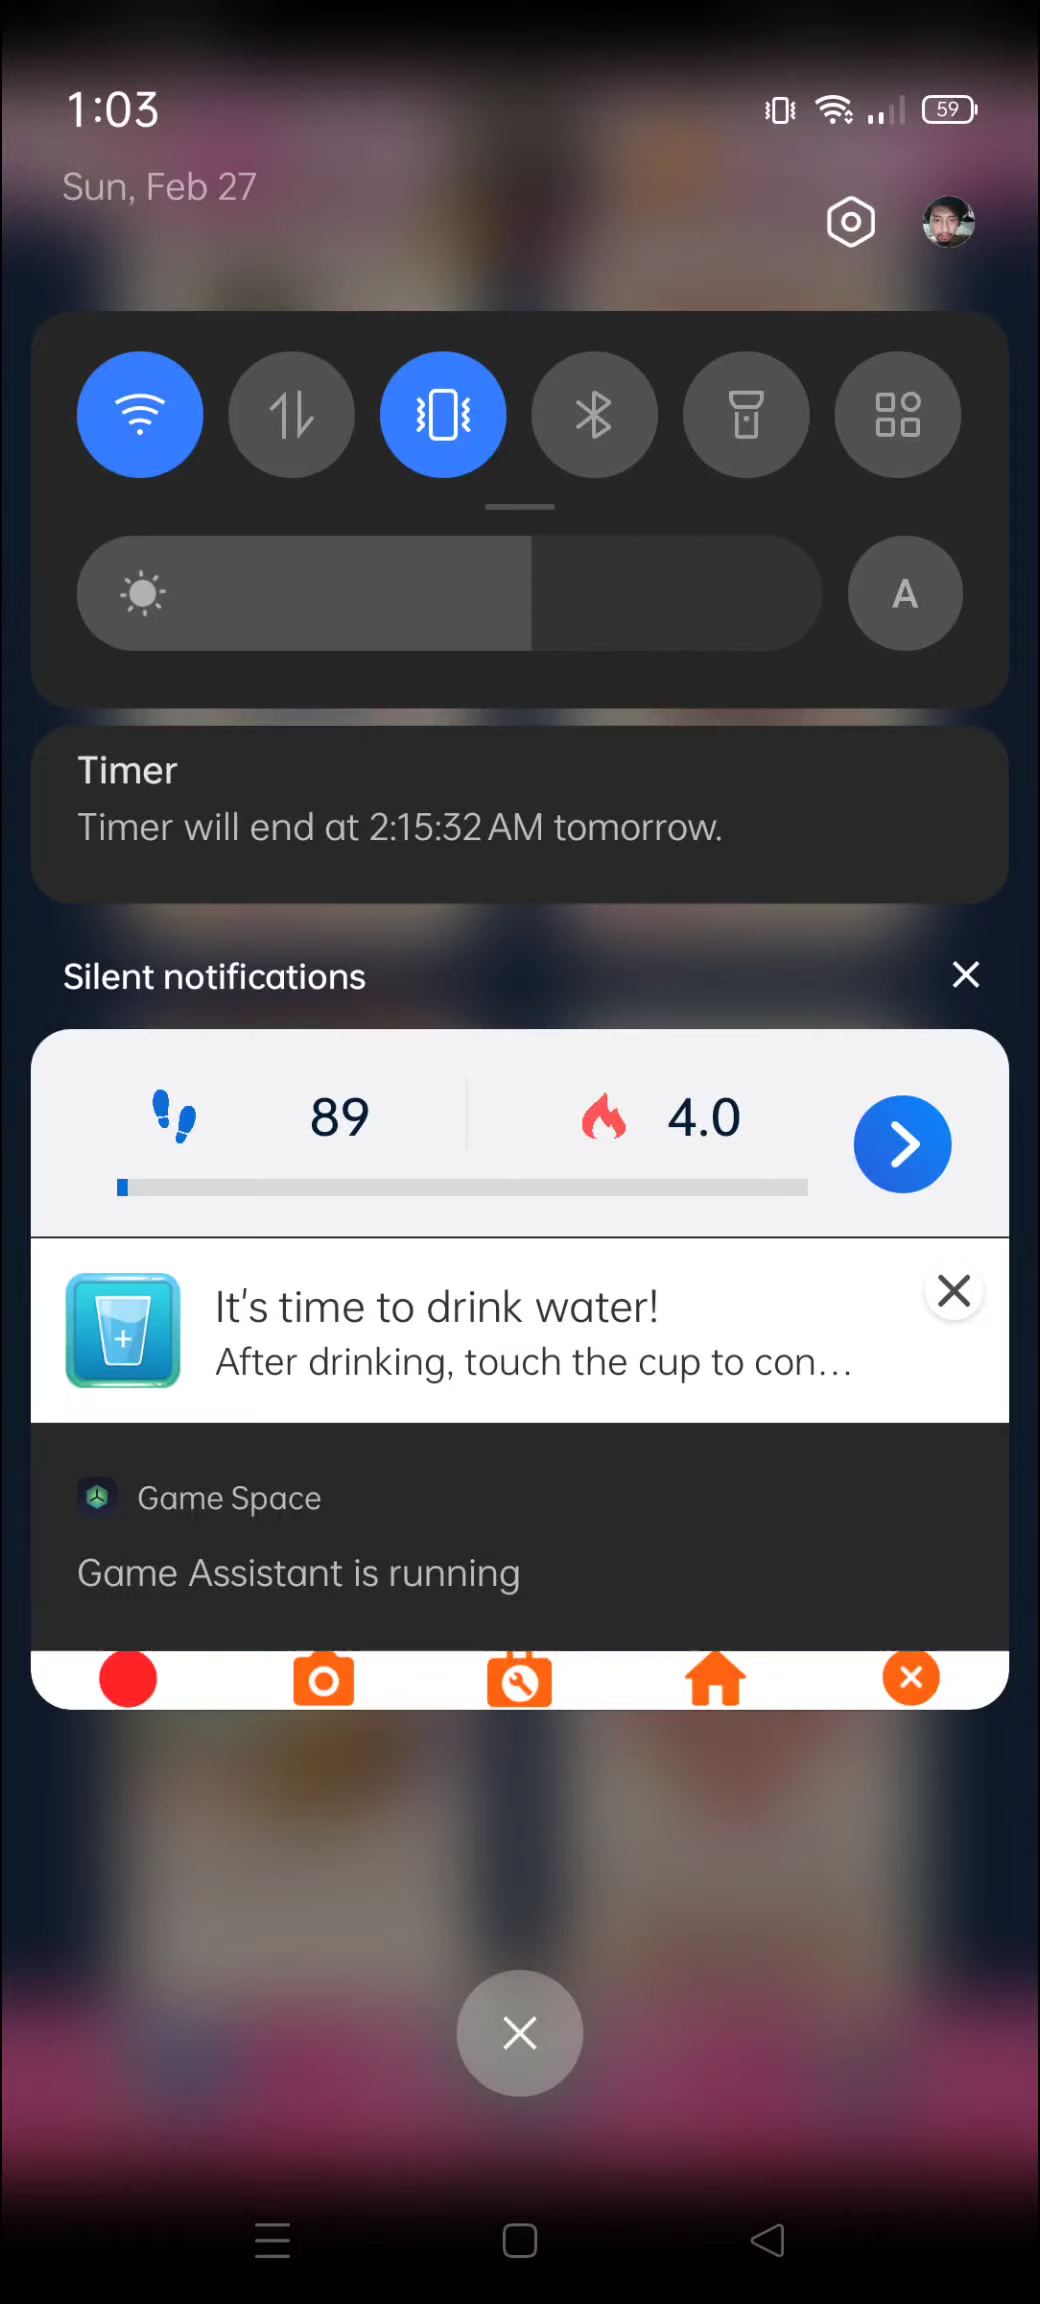 1:03
59
Sun, Feb 27
A
Timer
Timer will end at 2:15:32 AM tomorrow.
Silent notifications
89
4.0
It's time to drink water!
After drinking, touch the cup to con...
Game Space
Game Assistant is running